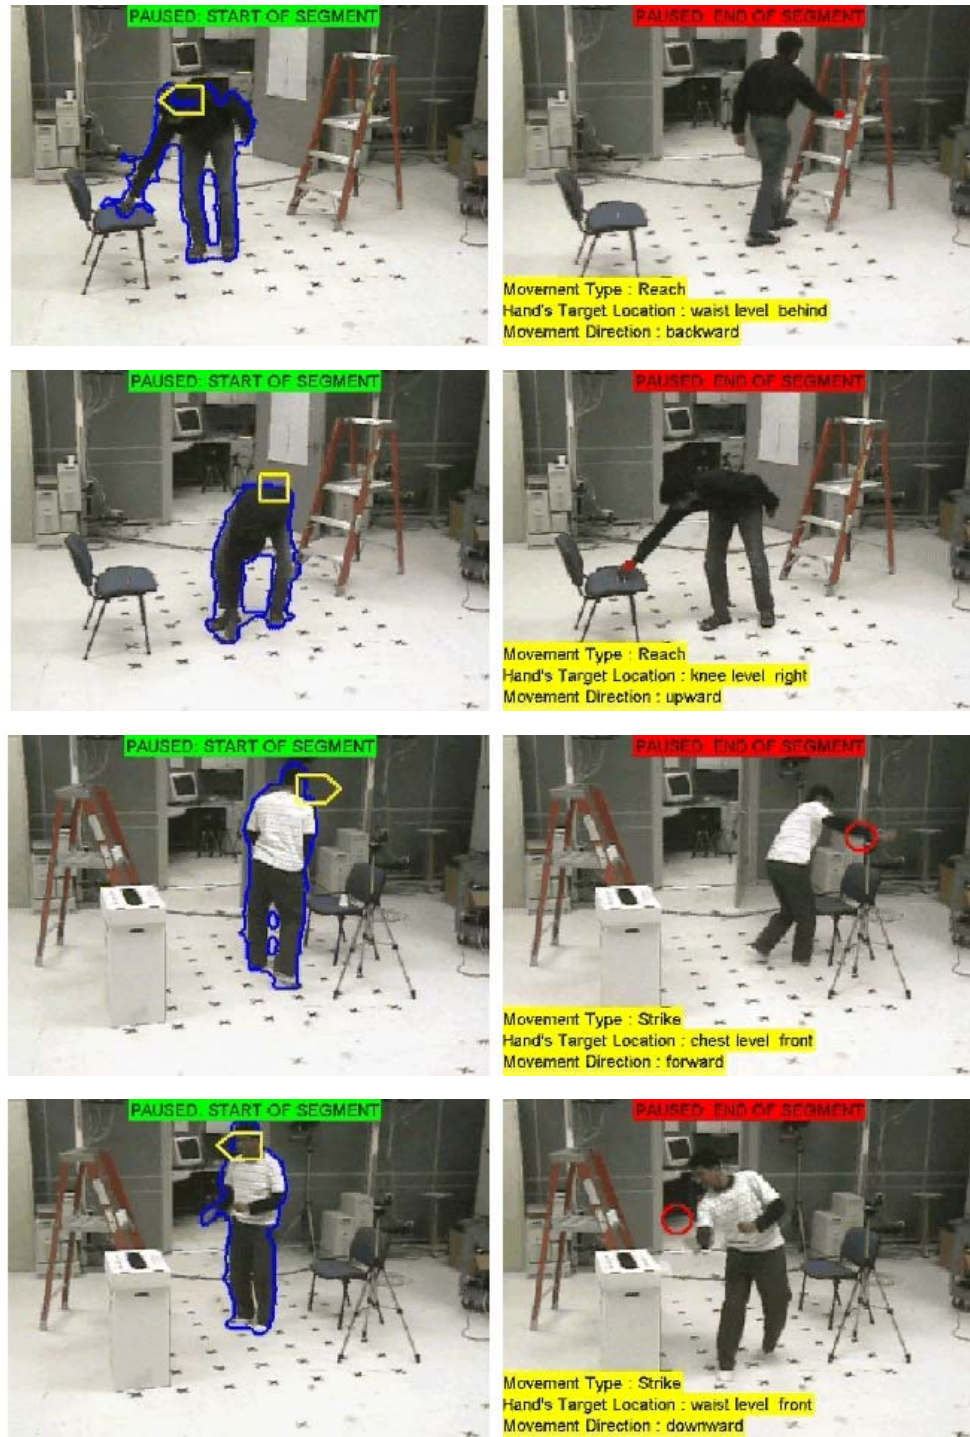 PAUSED: START OF SEGMENT
PAUSED: END OF SEGMENT
Movement Type : Reach
Hand's Target Location : waist level behind
Movement Direction : backward
PAUSED: START OF SEGMENT
PAUSED: END OF SEGMENT
Movement Type : Reach
Hand's Target Location : knee level right
Movement Direction : upward
PAUSED: START OF SEGMENT
PAUSED: END OF SEGMENT
Movement Type : Strike
Hand's Target Location : chest level front
Movement Direction : forward
PAUSED: START OF SEGMENT
PAUSED: END OF SEGMENT
Movement Type : Strike
Hand's Target Location : waist level front
Movement Direction : downward